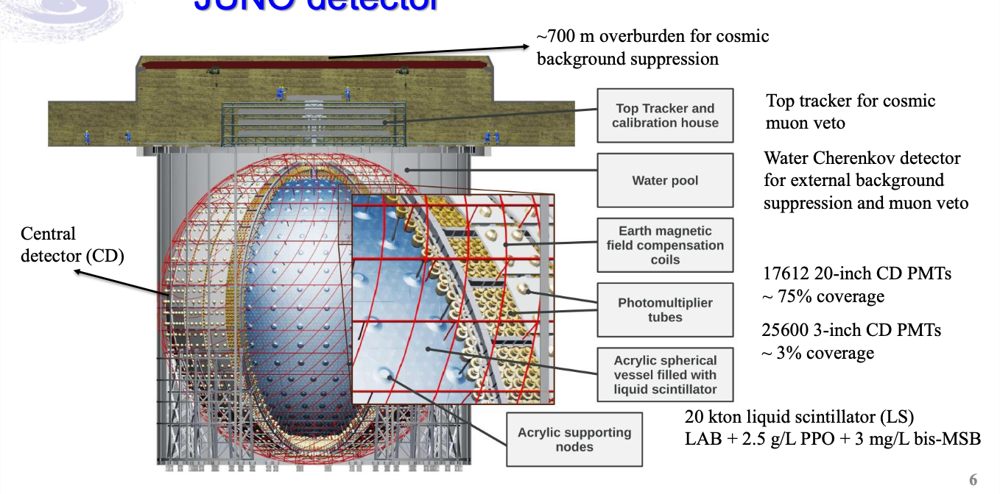 JUNO detector
~700 m overburden for cosmic
background suppression
Top Tracker and
calibration house
Top tracker for cosmic
muon veto
Water pool
Water Cherenkov detector
for external background
suppression and muon veto
Earth magnetic
field compensation
coils
Central
detector (CD)
17612 20-inch CD PMTs
~ 75% coverage
Photomultiplier
tubes
25600 3-inch CD PMTs
~ 3% coverage
Acrylic spherical
vessel filled with
liquid scintillator
20 kton liquid scintillator (LS)
LAB + 2.5 g/L PPO + 3 mg/L bis-MSB
Acrylic supporting
nodes
6